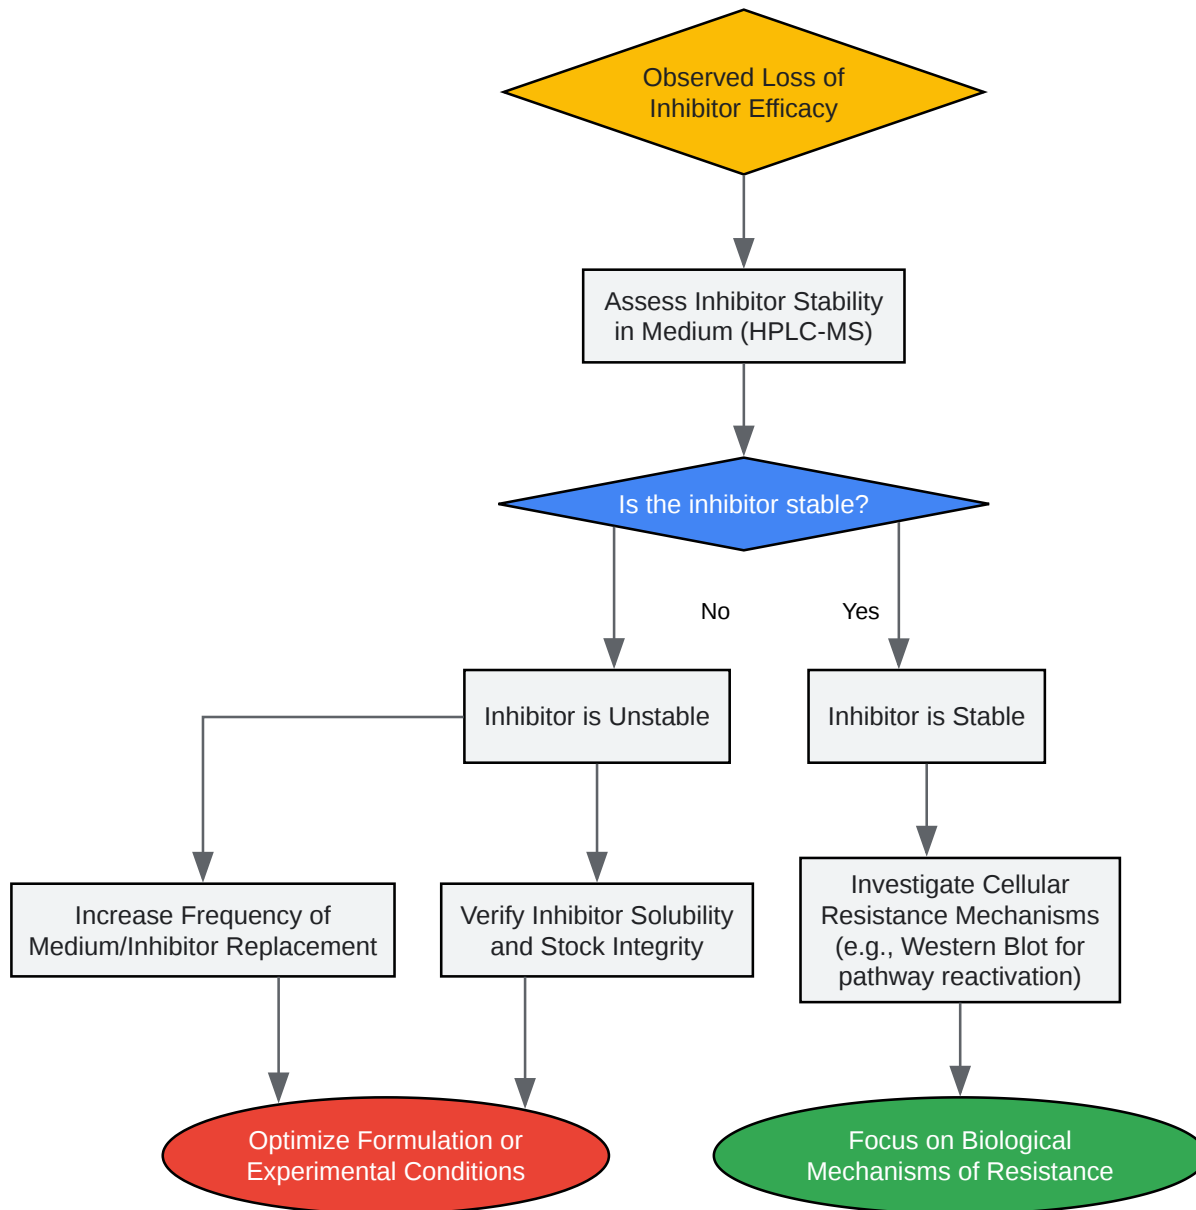 Observed Loss of
Inhibitor Efficacy
Assess Inhibitor Stability
in Medium (HPLC-MS)
Is the inhibitor stable?
No
Yes
Inhibitor is Unstable
Inhibitor is Stable
Increase Frequency of
Medium/Inhibitor Replacement
Verify Inhibitor Solubility
and Stock Integrity
Investigate Cellular
Resistance Mechanisms
(e.g., Western Blot for
pathway reactivation)
Optimize Formulation or
Experimental Conditions
Focus on Biological
Mechanisms of Resistance